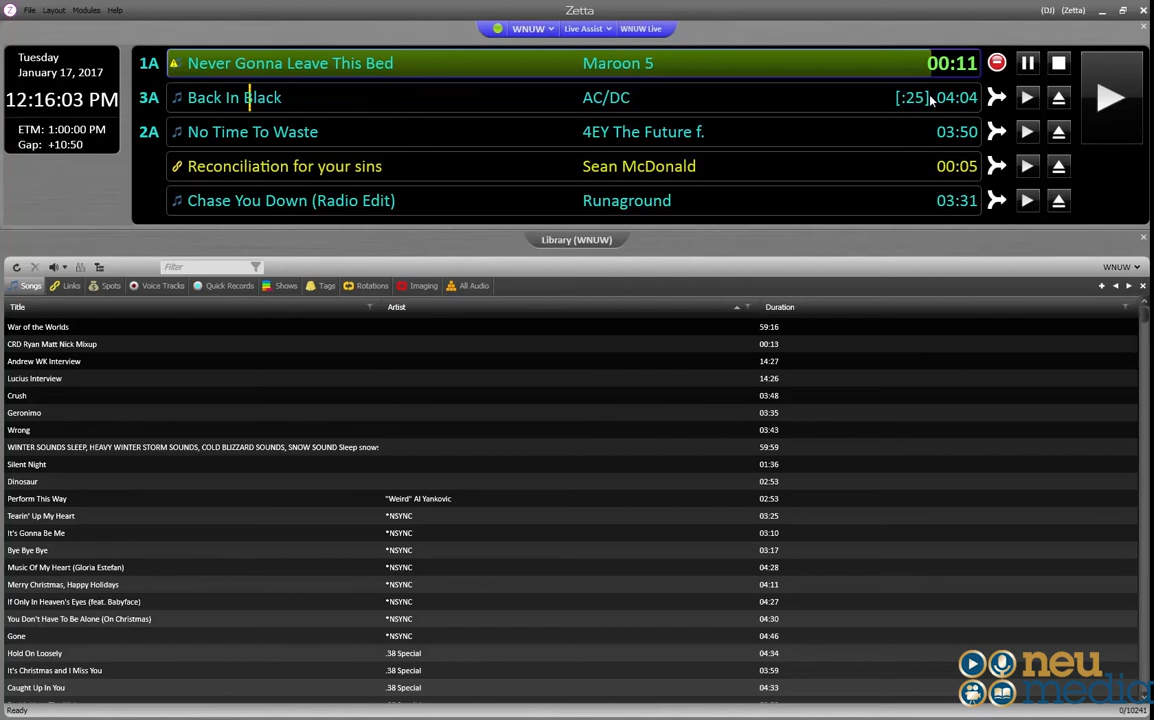 File Layout Modules Help
Zetta
(DJ) (Zetta)
WNUW Live Assist WNUW Live
Tuesday
January 17, 2017
12:16:03 PM
ETM: 1:00:00 PM
Gap: +10:50
1A Never Gonna Leave This Bed Maroon 5 00:11
3A Back In Black AC/DC [:25] 04:04
2A No Time To Waste 4EY The Future f. 03:50
Reconciliation for your sins Sean McDonald 00:05
Chase You Down (Radio Edit) Runaground 03:31
Library (WNUW)
Filter
WNUW
Songs Links Spots Voice Tracks Quick Records Shows Tags Rotations Imaging All Audio
Title Artist Duration
War of the Worlds 59:16
CRD Ryan Matt Nick Mixup 00:13
Andrew WK Interview 14:27
Lucius Interview 14:26
Crush 03:48
Geronimo 03:35
Wrong 03:43
WINTER SOUNDS SLEEP, HEAVY WINTER STORM SOUNDS, COLD BLIZZARD SOUNDS, SNOW SOUND Sleep snow: 59:59
Silent Night 01:36
Dinosaur 02:53
Perform This Way "Weird" Al Yankovic 02:53
Tearin' Up My Heart *NSYNC 03:25
It's Gonna Be Me *NSYNC 03:10
Bye Bye Bye *NSYNC 03:17
Music Of My Heart (Gloria Estefan) *NSYNC 04:28
Merry Christmas, Happy Holidays *NSYNC 04:11
If Only In Heaven's Eyes (feat. Babyface) *NSYNC 04:27
You Don't Have To Be Alone (On Christmas) *NSYNC 04:30
Gone *NSYNC 04:46
Hold On Loosely .38 Special 04:34
It's Christmas and I Miss You .38 Special 03:59
Caught Up In You .38 Special 04:33
neu
media
Ready 0/10241